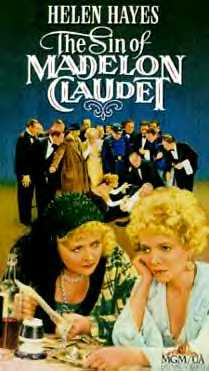 HELEN HAYES
The Sin of
MADELON
CLAUDET
MGM/UA